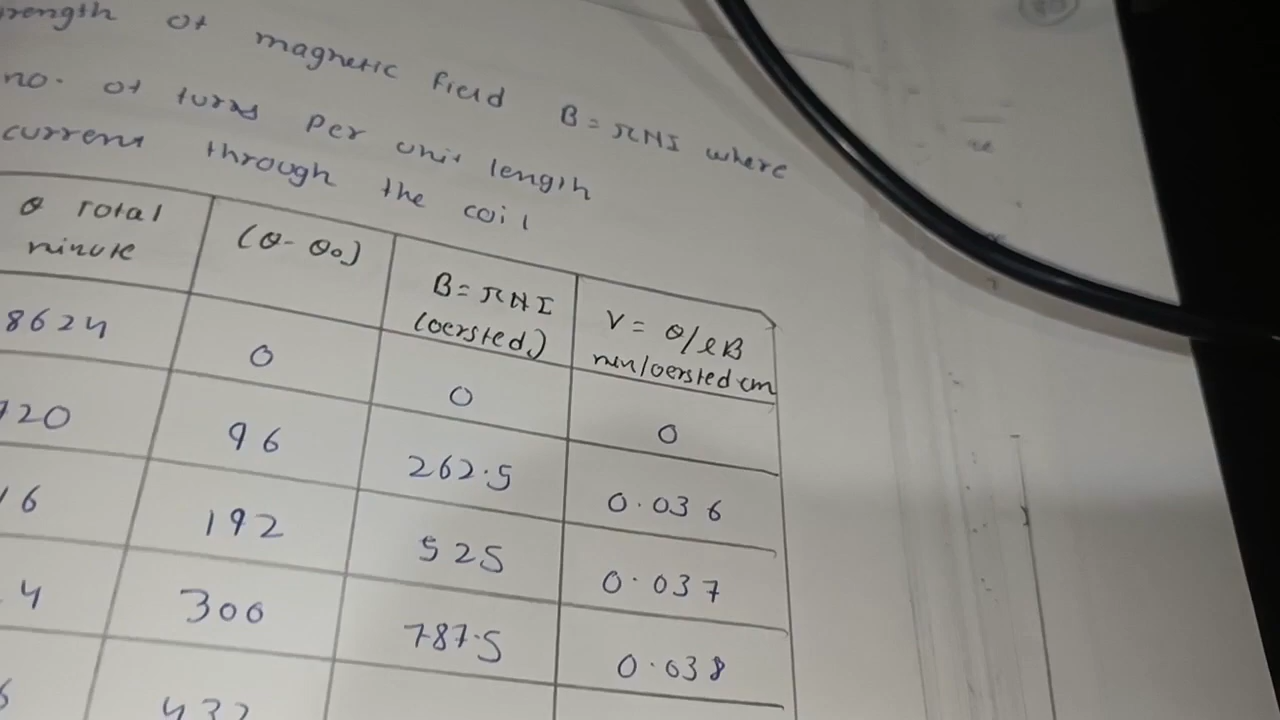 rength of magnetic field B = πNI where
no. of turns per unit length
current through the coil
θ Total minute
(θ - θ0)
B = πNI (oersted)
V = θ/lB min/oersted cm
8624
0
0
0
720
96
262.5
0.036
16
192
525
0.037
4
300
787.5
0.038
6
432